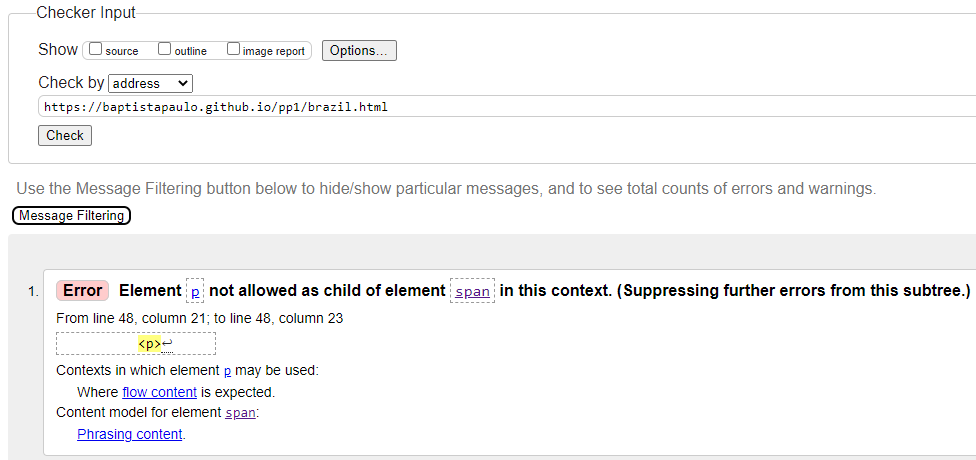 Checker Input
Show source outline image report Options...
Check by address
https://baptistapaulo.github.io/pp1/brazil.html
Check
Use the Message Filtering button below to hide/show particular messages, and to see total counts of errors and warnings.
Message Filtering
1. Error Element p not allowed as child of element span in this context. (Suppressing further errors from this subtree.)
From line 48, column 21; to line 48, column 23
<p>↩
Contexts in which element p may be used:
Where flow content is expected.
Content model for element span:
Phrasing content.